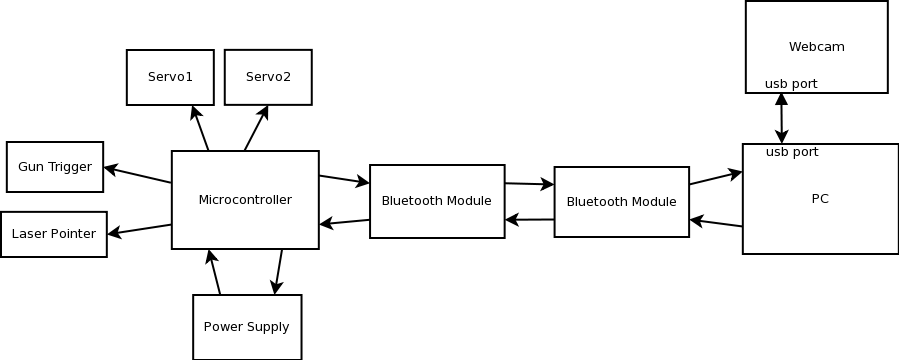 Webcam
usb port
Servo1
Servo2
usb port
Gun Trigger
Microcontroller
Bluetooth Module
Bluetooth Module
PC
Laser Pointer
Power Supply